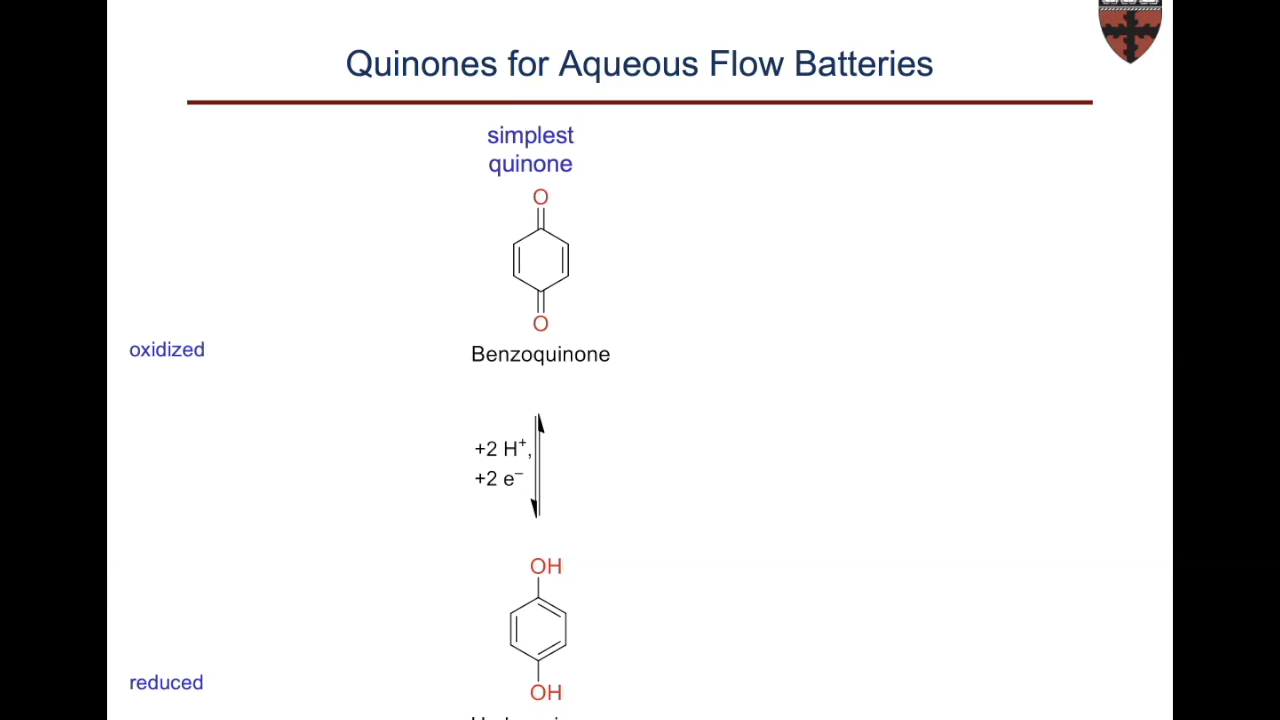 Quinones for Aqueous Flow Batteries
simplest
quinone
O
O
oxidized
Benzoquinone
+2 H⁺,
+2 e⁻
OH
reduced
OH